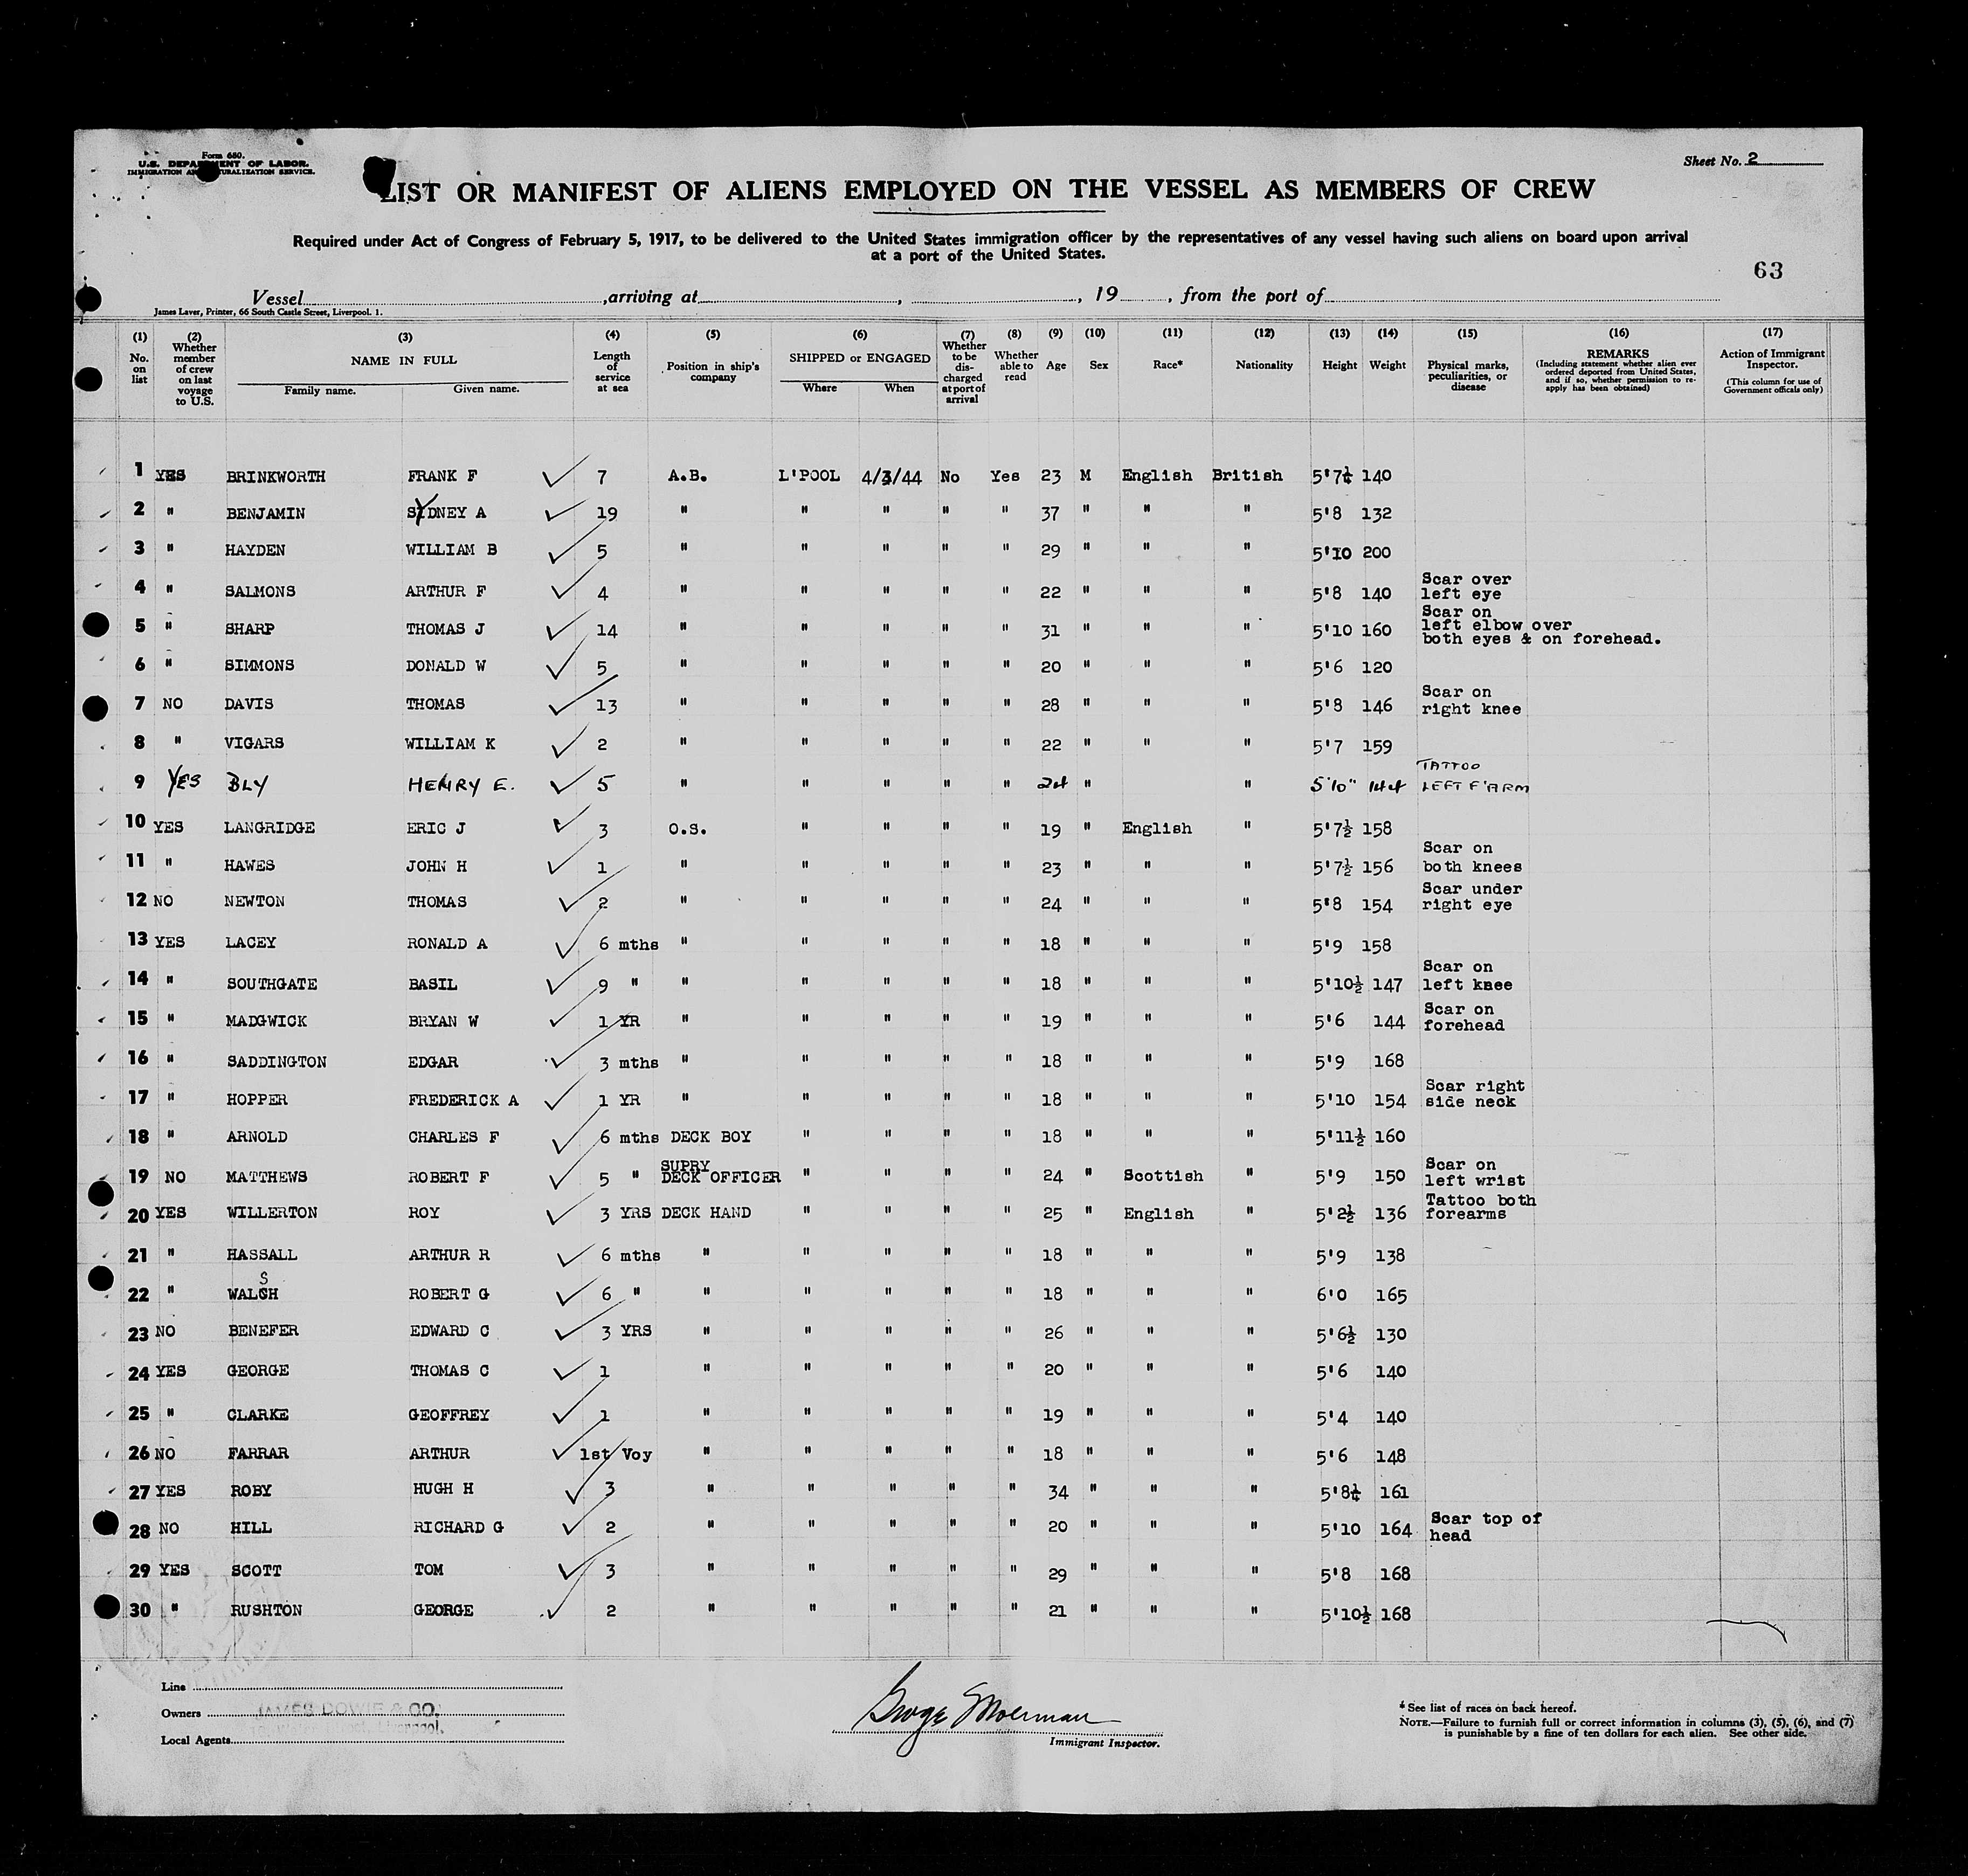 Form 680.
U.S. DEPARTMENT OF LABOR.
IMMIGRATION AND NATURALIZATION SERVICE.
Sheet No. 2
LIST OR MANIFEST OF ALIENS EMPLOYED ON THE VESSEL AS MEMBERS OF CREW
Required under Act of Congress of February 5, 1917, to be delivered to the United States immigration officer by the representatives of any vessel having such aliens on board upon arrival
at a port of the United States.
63
Vessel , arriving at , , 19 , from the port of
James Laver, Printer, 66 South Castle Street, Liverpool. 1.
(1) No. on list (2) Whether member of crew on last voyage to U.S. (3) NAME IN FULL Family name. Given name. (4) Length of service at sea (5) Position in ship's company (6) SHIPPED or ENGAGED Where When (7) Whether to be discharged at port of arrival (8) Whether able to read (9) Age (10) Sex (11) Race* (12) Nationality (13) Height (14) Weight (15) Physical marks, peculiarities, or disease (16) REMARKS (Including statement whether alien ever ordered deported from United States, and if so, whether permission to re-apply has been obtained) (17) Action of Immigrant Inspector. (This column for use of Government officals only)
1 YES BRINKWORTH FRANK F 7 A.B. L'POOL 4/3/44 No Yes 23 M English British 5'7¼ 140
2 " BENJAMIN SYDNEY A 19 " " " " " 37 " " " 5'8 132
3 " HAYDEN WILLIAM B 5 " " " " " 29 " " " 5'10 200
4 " SALMONS ARTHUR F 4 " " " " " 22 " " " 5'8 140 Scar over left eye
5 " SHARP THOMAS J 14 " " " " " 31 " " " 5'10 160 Scar on left elbow over both eyes & on forehead.
6 " SIMMONS DONALD W 5 " " " " " 20 " " " 5'6 120
7 NO DAVIS THOMAS 13 " " " " " 28 " " " 5'8 146 Scar on right knee
8 " VIGARS WILLIAM K 2 " " " " " 22 " " " 5'7 159
9 YES BLY HENRY E. 5 " " " " " 24 " " 5'10" 144 TATTOO LEFT F'ARM
10 YES LANGRIDGE ERIC J 3 O.S. " " " " 19 " English " 5'7½ 158
11 " HAWES JOHN H 1 " " " " " 23 " " " 5'7½ 156 Scar on both knees
12 NO NEWTON THOMAS 2 " " " " " 24 " " " 5'8 154 Scar under right eye
13 YES LACEY RONALD A 6 mths " " " " " 18 " " " 5'9 158
14 " SOUTHGATE BASIL 9 " " " " " " 18 " " " 5'10½ 147 Scar on left knee
15 " MADGWICK BRYAN W 1 YR " " " " " 19 " " " 5'6 144 Scar on forehead
16 " SADDINGTON EDGAR 3 mths " " " " " 18 " " " 5'9 168
17 " HOPPER FREDERICK A 1 YR " " " " " 18 " " " 5'10 154 Scar right side neck
18 " ARNOLD CHARLES F 6 mths DECK BOY " " " " 18 " " " 5'11½ 160
19 NO MATTHEWS ROBERT F 5 " SUPRY DECK OFFICER " " " " 24 " Scottish " 5'9 150 Scar on left wrist
20 YES WILLERTON ROY 3 YRS DECK HAND " " " " 25 " English " 5'2½ 136 Tattoo both forearms
21 " HASSALL ARTHUR R 6 mths " " " " " 18 " " " 5'9 138
22 " WALSH ROBERT G 6 " " " " " " 18 " " " 6'0 165
23 NO BENEFER EDWARD C 3 YRS " " " " " 26 " " " 5'6½ 130
24 YES GEORGE THOMAS C 1 " " " " " 20 " " " 5'6 140
25 " CLARKE GEOFFREY 1 " " " " " 19 " " " 5'4 140
26 NO FARRAR ARTHUR 1st Voy " " " " " 18 " " " 5'6 148
27 YES ROBY HUGH H 3 " " " " " 34 " " " 5'8¼ 161
28 NO HILL RICHARD G 2 " " " " " 20 " " " 5'10 164 Scar top of head
29 YES SCOTT TOM 3 " " " " " 29 " " " 5'8 168
30 " RUSHTON GEORGE 2 " " " " " 21 " " " 5'10½ 168
Line
Owners JAMES DOWIE & CO.
Liverpool.
Local Agents
George Moerman
Immigrant Inspector.
* See list of races on back hereof.
NOTE.—Failure to furnish full or correct information in columns (3), (5), (6), and (7)
is punishable by a fine of ten dollars for each alien. See other side.